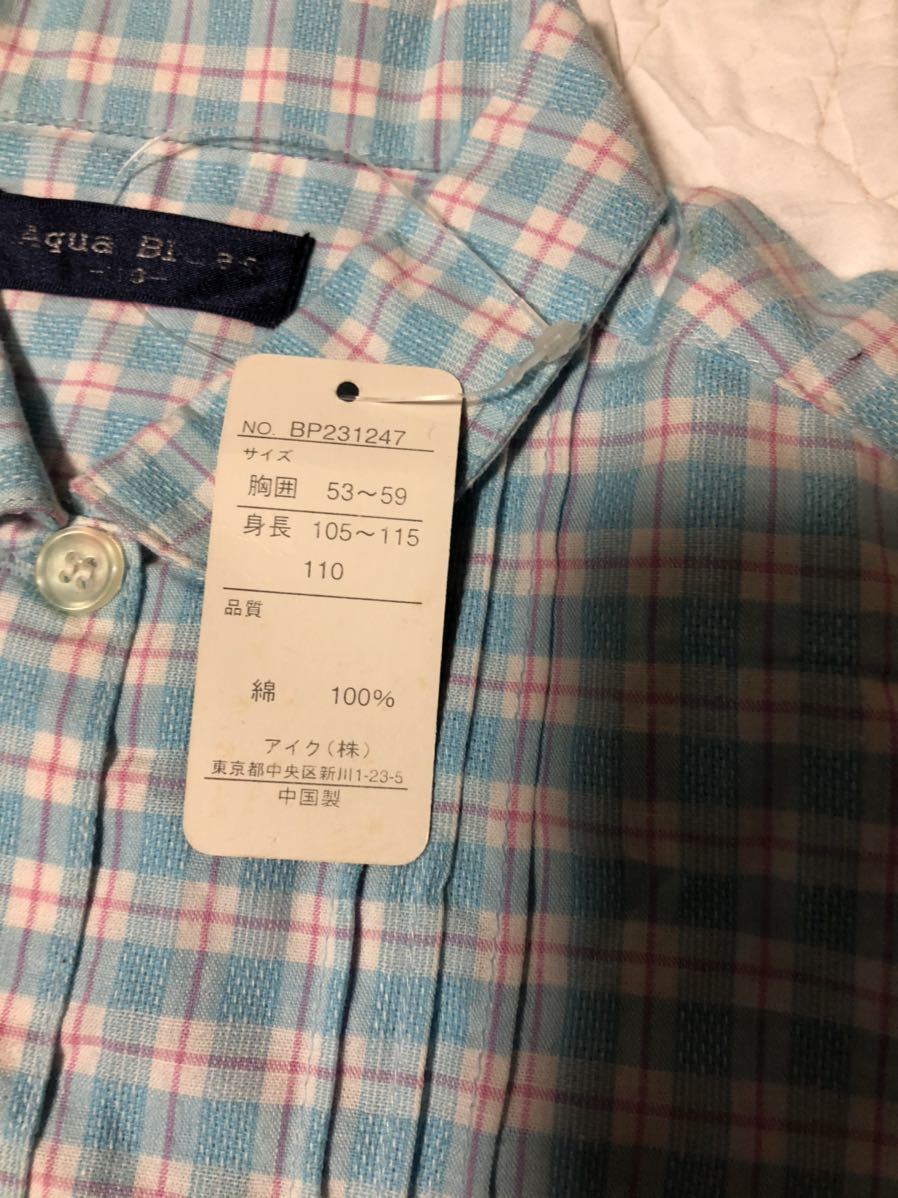 Aqua
NO. BP231247
サイズ
胸囲 53～59
身長 105～115
110
品質
綿 100%
アイク(株)
東京都中央区新川1-23-5
中国製